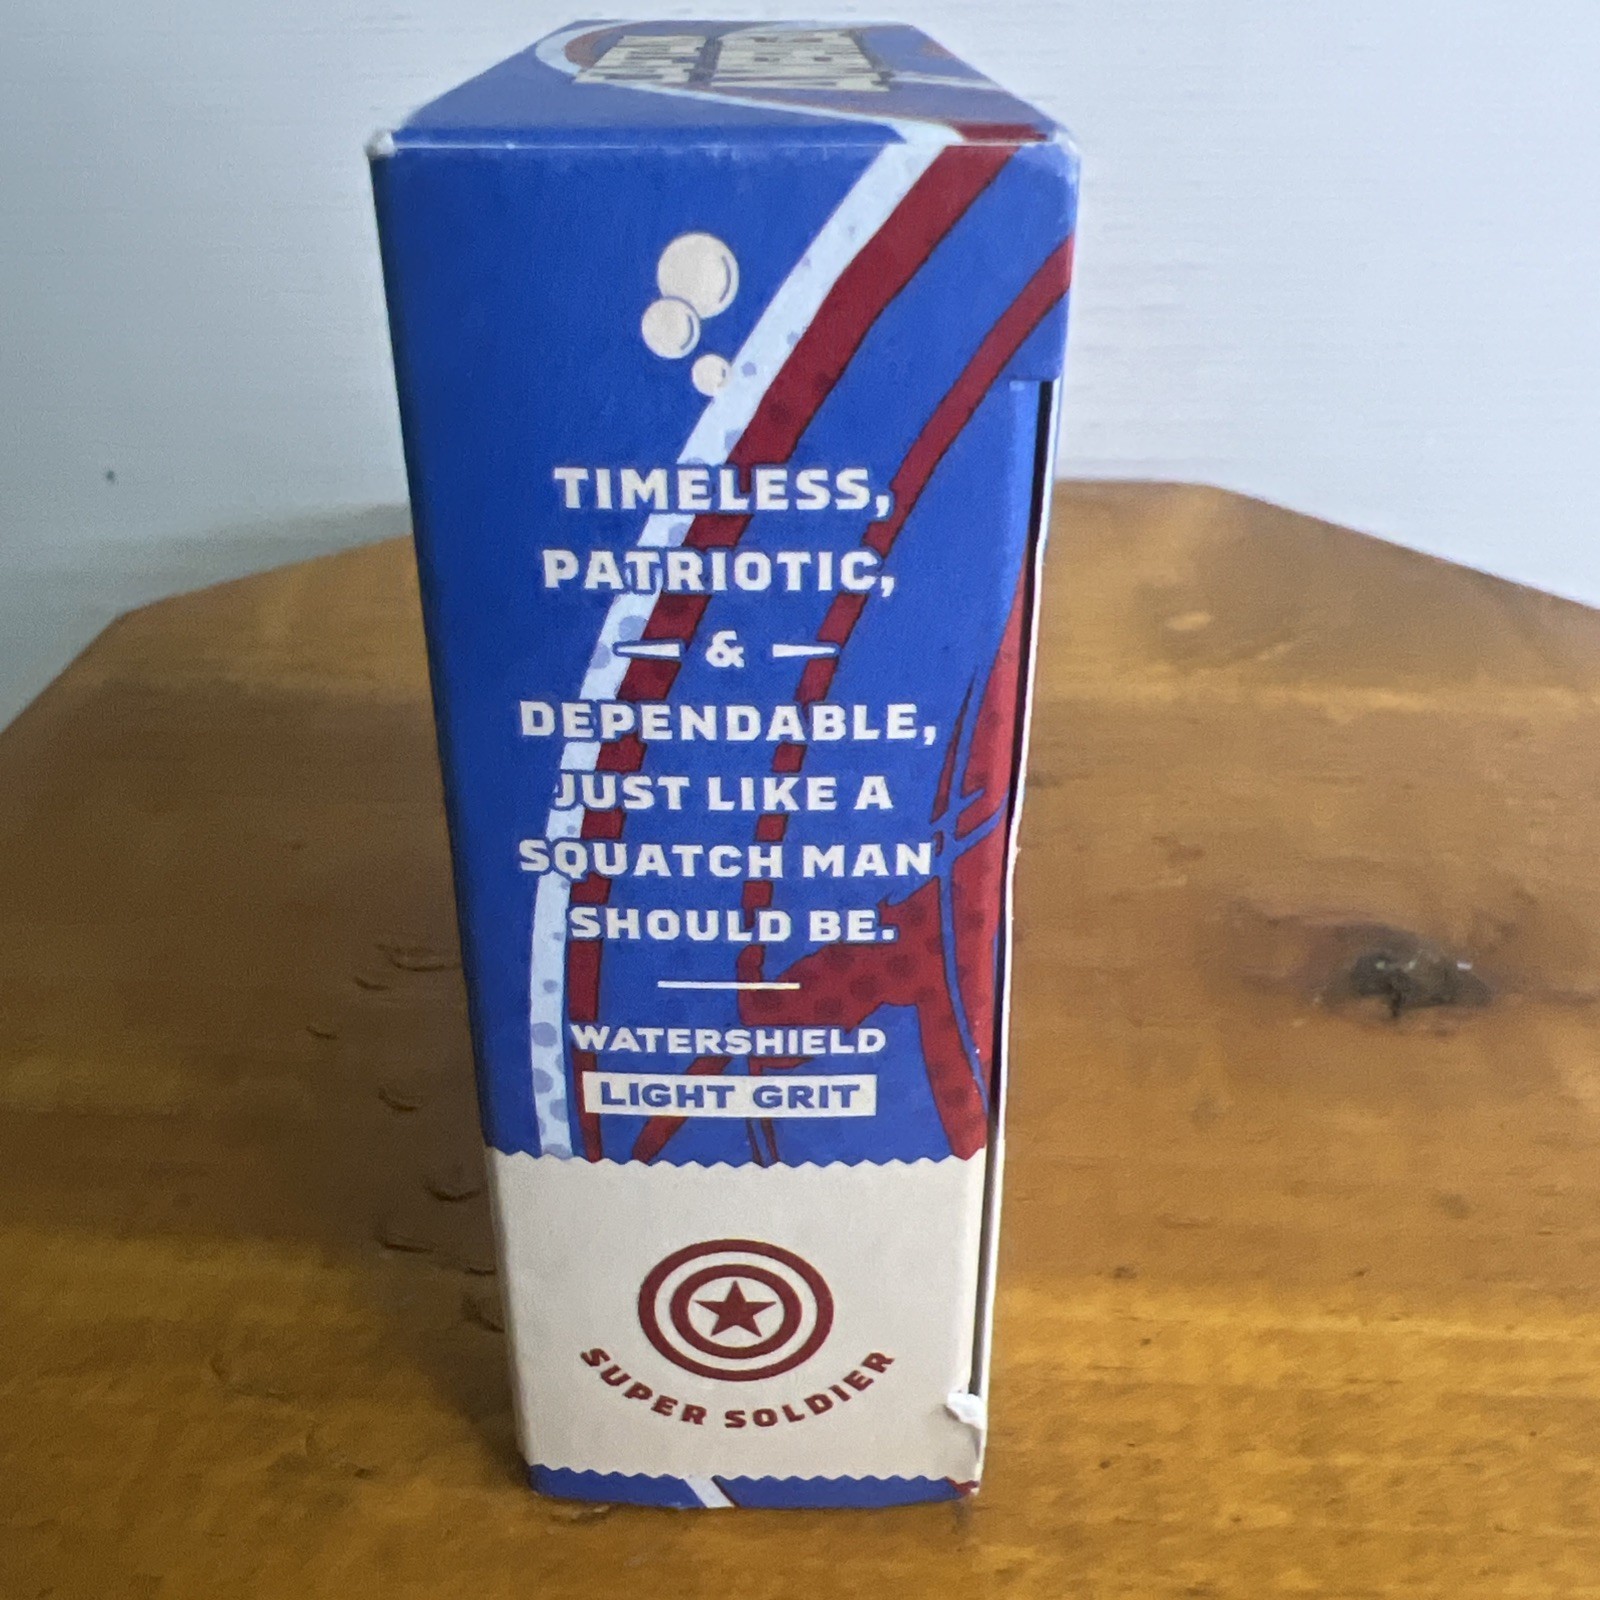 TIMELESS,
PATRIOTIC,
&
DEPENDABLE,
JUST LIKE A
SQUATCH MAN
SHOULD BE.
WATERSHIELD
LIGHT GRIT
SUPER SOLDIER